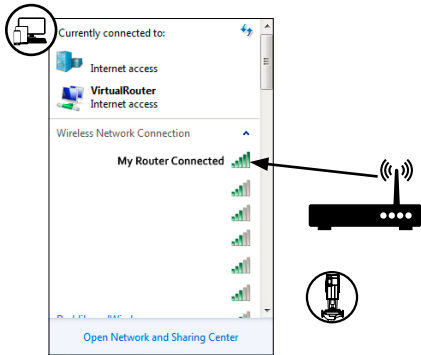 Currently connected to:
Internet access
VirtualRouter
Internet access
Wireless Network Connection
My Router Connected
Open Network and Sharing Center